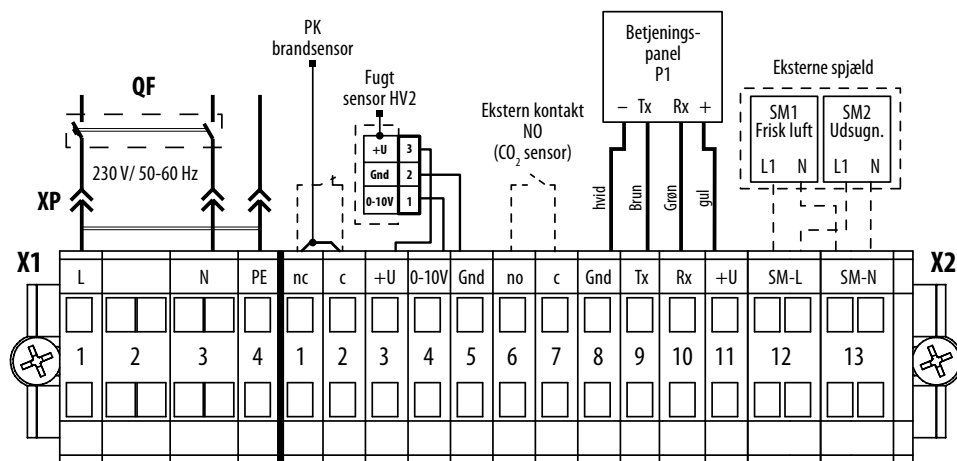 PK
brandsensor
QF
230 V/ 50-60 Hz
XP
Fugt
sensor HV2
+U 3
Gnd 2
0-10V 1
Ekstern kontakt
NO
(CO₂ sensor)
Betjenings-
panel
P1
– Tx Rx +
hvid
Brun
Grøn
gul
Eksterne spjæld
SM1
Frisk luft
L1 N
SM2
Udsugn.
L1 N
X1
X2
L N PE nc c +U 0-10V Gnd no c Gnd Tx Rx +U SM-L SM-N
1 2 3 4 1 2 3 4 5 6 7 8 9 10 11 12 13